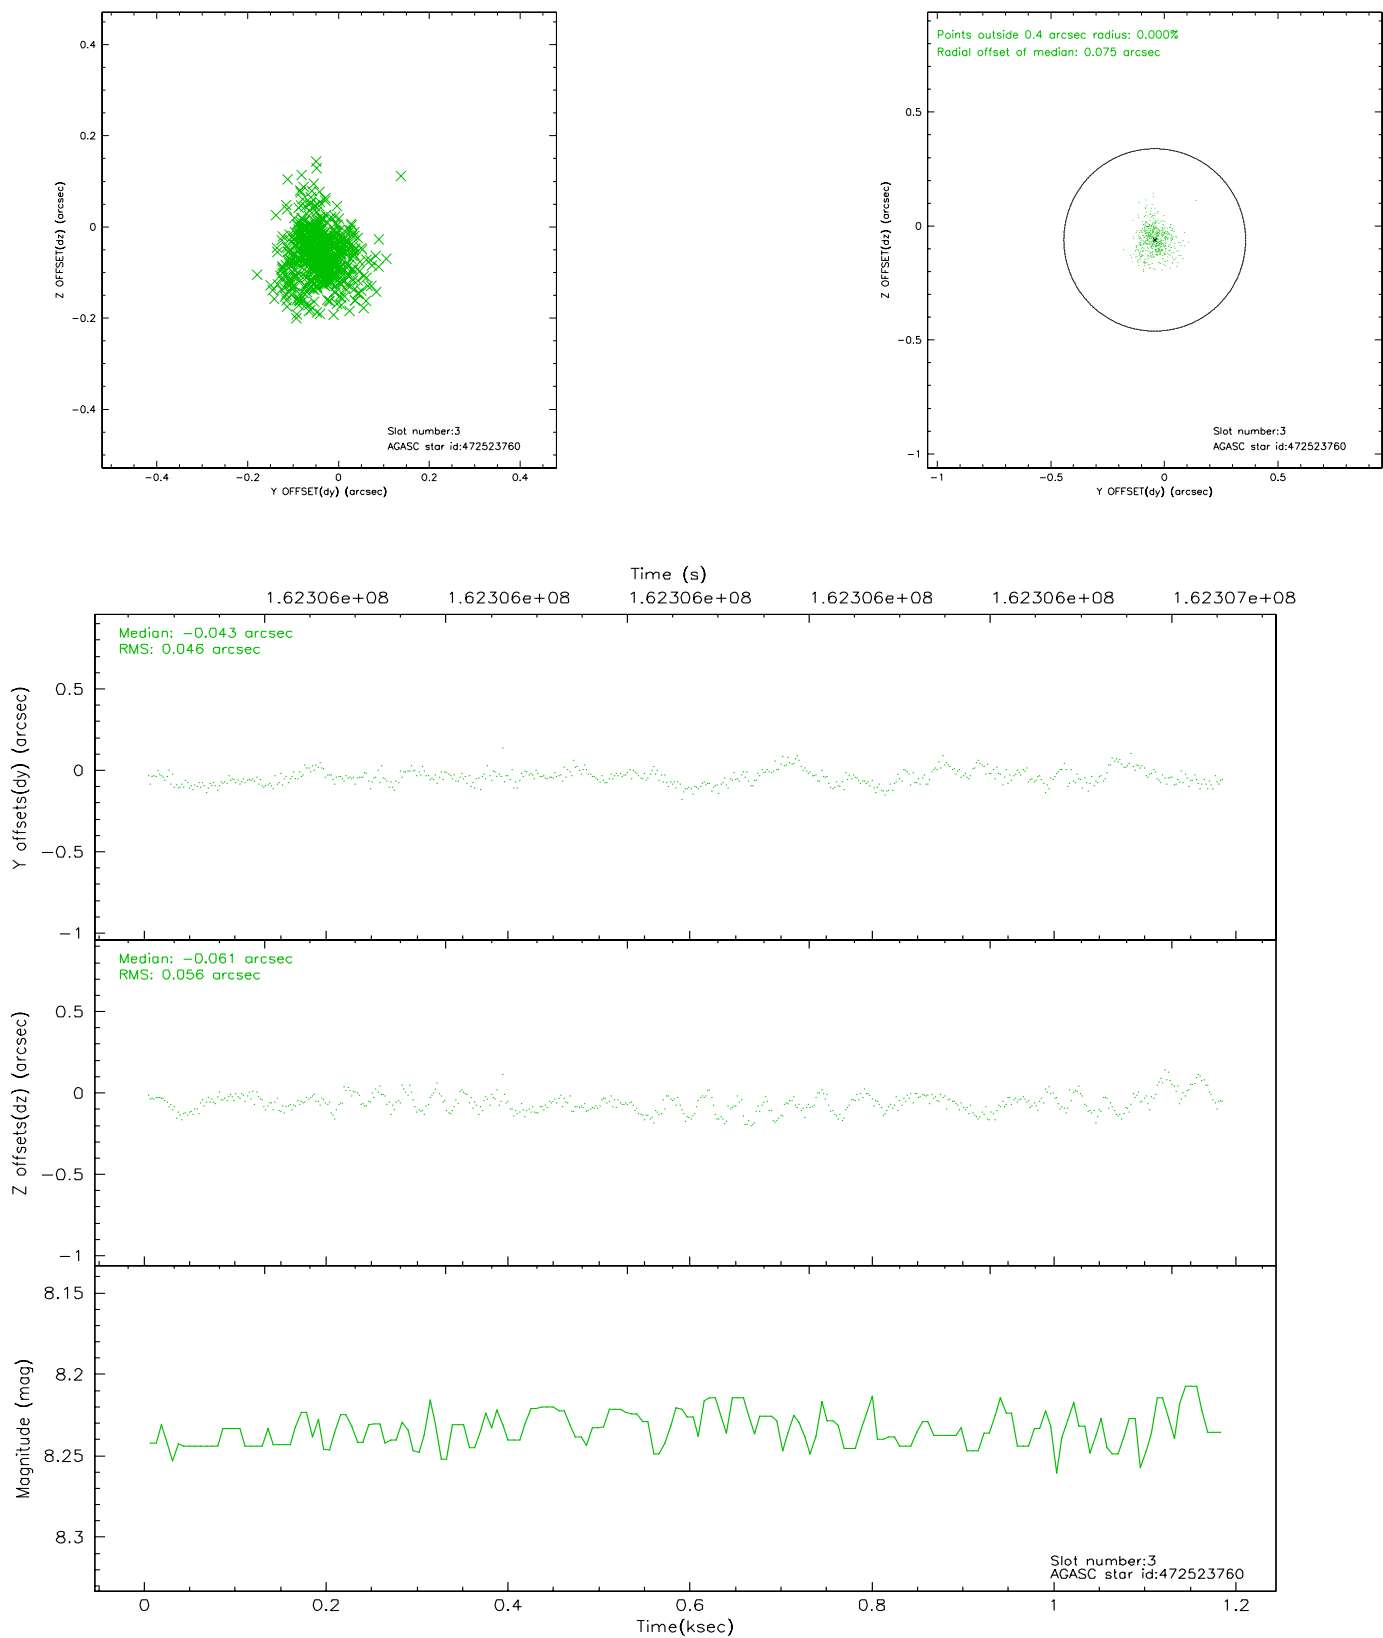 0.4
0.2
0
−0.2
−0.4
−0.4
−0.2
0
0.2
0.4
Z OFFSET(dz) (arcsec)
Y OFFSET(dy) (arcsec)
Slot number:3
AGASC star id:472523760
Points outside 0.4 arcsec radius: 0.000%
Radial offset of median: 0.075 arcsec
0.5
0
−0.5
−1
−1
−0.5
0
0.5
Z OFFSET(dz) (arcsec)
Y OFFSET(dy) (arcsec)
Slot number:3
AGASC star id:472523760
Time (s)
1.62306e+08
1.62306e+08
1.62306e+08
1.62306e+08
1.62306e+08
1.62307e+08
Median: −0.043 arcsec
RMS: 0.046 arcsec
0.5
0
−0.5
−1
Y offsets(dy) (arcsec)
Median: −0.061 arcsec
RMS: 0.056 arcsec
0.5
0
−0.5
−1
Z offsets(dz) (arcsec)
8.15
8.2
8.25
8.3
Magnitude (mag)
Slot number:3
AGASC star id:472523760
0
0.2
0.4
0.6
0.8
1
1.2
Time(ksec)